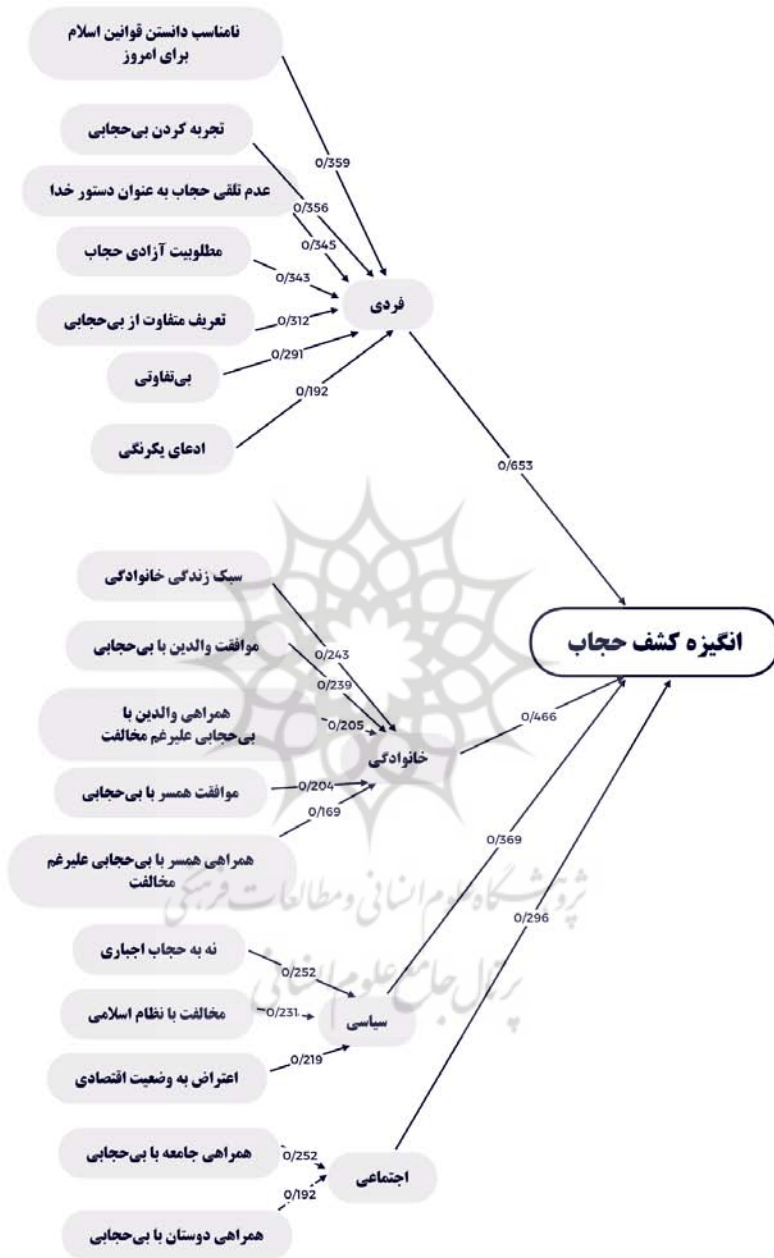 نامناسب دانستن قوانین اسلام
برای امروز
0/359
تجربه کردن بی‌حجابی
0/356
عدم تلقی حجاب به عنوان دستور خدا
0/345
مطلوبیت آزادی حجاب
0/343
تعریف متفاوت از بی‌حجابی
0/312
بی‌تفاوتی
0/291
ادعای یکرنگی
0/192
فردی
0/653
سبک زندگی خانوادگی
0/243
موافقت والدین با بی‌حجابی
0/239
همراهی والدین با
بی‌حجابی علیرغم مخالفت
0/205
موافقت همسر با بی‌حجابی
0/204
همراهی همسر با بی‌حجابی علیرغم
مخالفت
0/169
خانوادگی
0/466
انگیزه کشف حجاب
نه به حجاب اجباری
0/252
مخالفت با نظام اسلامی
0/231
اعتراض به وضعیت اقتصادی
0/219
سیاسی
0/369
همراهی جامعه با بی‌حجابی
0/252
همراهی دوستان با بی‌حجابی
0/192
اجتماعی
0/296
پژوهشگاه علوم انسانی و مطالعات فرهنگی
پرتال جامع علوم انسانی